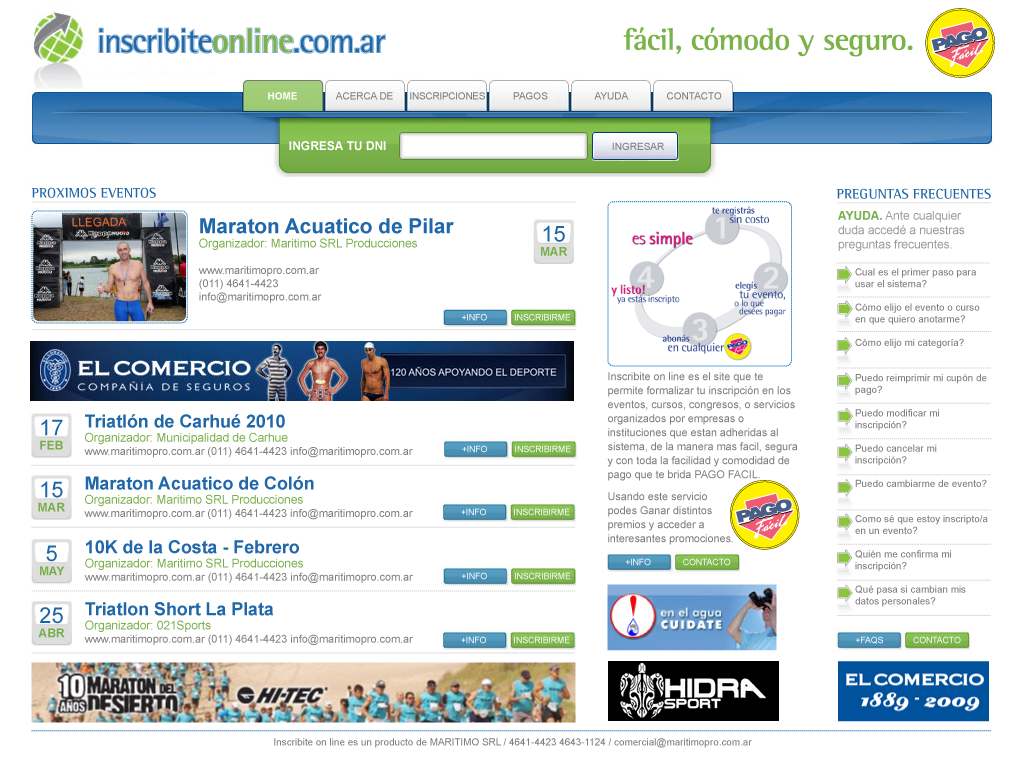 inscribiteonline.com.ar
fácil, cómodo y seguro.
PAGO
Fácil
HOME
ACERCA DE
INSCRIPCIONES
PAGOS
AYUDA
CONTACTO
INGRESA TU DNI
INGRESAR
PROXIMOS EVENTOS
LLEGADA
Maraton Acuatico de Pilar
Organizador: Maritimo SRL Producciones
www.maritimopro.com.ar
(011) 4641-4423
info@maritimopro.com.ar
15
MAR
+INFO
INSCRIBIRME
EL COMERCIO
COMPAÑIA DE SEGUROS
120 AÑOS APOYANDO EL DEPORTE
17
FEB
Triatlón de Carhué 2010
Organizador: Municipalidad de Carhue
www.maritimopro.com.ar (011) 4641-4423 info@maritimopro.com.ar
+INFO
INSCRIBIRME
15
MAR
Maraton Acuatico de Colón
Organizador: Maritimo SRL Producciones
www.maritimopro.com.ar (011) 4641-4423 info@maritimopro.com.ar
+INFO
INSCRIBIRME
5
MAY
10K de la Costa - Febrero
Organizador: Maritimo SRL Producciones
www.maritimopro.com.ar (011) 4641-4423 info@maritimopro.com.ar
+INFO
INSCRIBIRME
25
ABR
Triatlon Short La Plata
Organizador: 021Sports
www.maritimopro.com.ar (011) 4641-4423 info@maritimopro.com.ar
+INFO
INSCRIBIRME
10
AÑOS
MARATON DEL
DESIERTO
HI-TEC
es simple
1
te registrás
sin costo
2
elegís
tu evento,
o lo que
desées pagar
3
abonás
en cualquier
PAGO
Fácil
4
y listo!
ya estás inscripto
Inscribite on line es el site que te
permite formalizar tu inscripción en los
eventos, cursos, congresos, o servicios
organizados por empresas o
instituciones que estan adheridas al
sistema, de la manera mas facil, segura
y con toda la facilidad y comodidad de
pago que te brida PAGO FACIL.
Usando este servicio
podes Ganar distintos
premios y acceder a
interesantes promociones.
PAGO
Fácil
+INFO
CONTACTO
en el agua
CUIDATE
HIDRA
SPORT
PREGUNTAS FRECUENTES
AYUDA. Ante cualquier
duda accedé a nuestras
preguntas frecuentes.
Cual es el primer paso para
usar el sistema?
Cómo elijo el evento o curso
en que quiero anotarme?
Cómo elijo mi categoría?
Puedo reimprimir mi cupón de
pago?
Puedo modificar mi
inscripción?
Puedo cancelar mi
inscripción?
Puedo cambiarme de evento?
Como sé que estoy inscripto/a
en un evento?
Quién me confirma mi
inscripción?
Qué pasa si cambian mis
datos personales?
+FAQS
CONTACTO
EL COMERCIO
1889 - 2009
Inscribite on line es un producto de MARITIMO SRL / 4641-4423 4643-1124 / comercial@maritimopro.com.ar